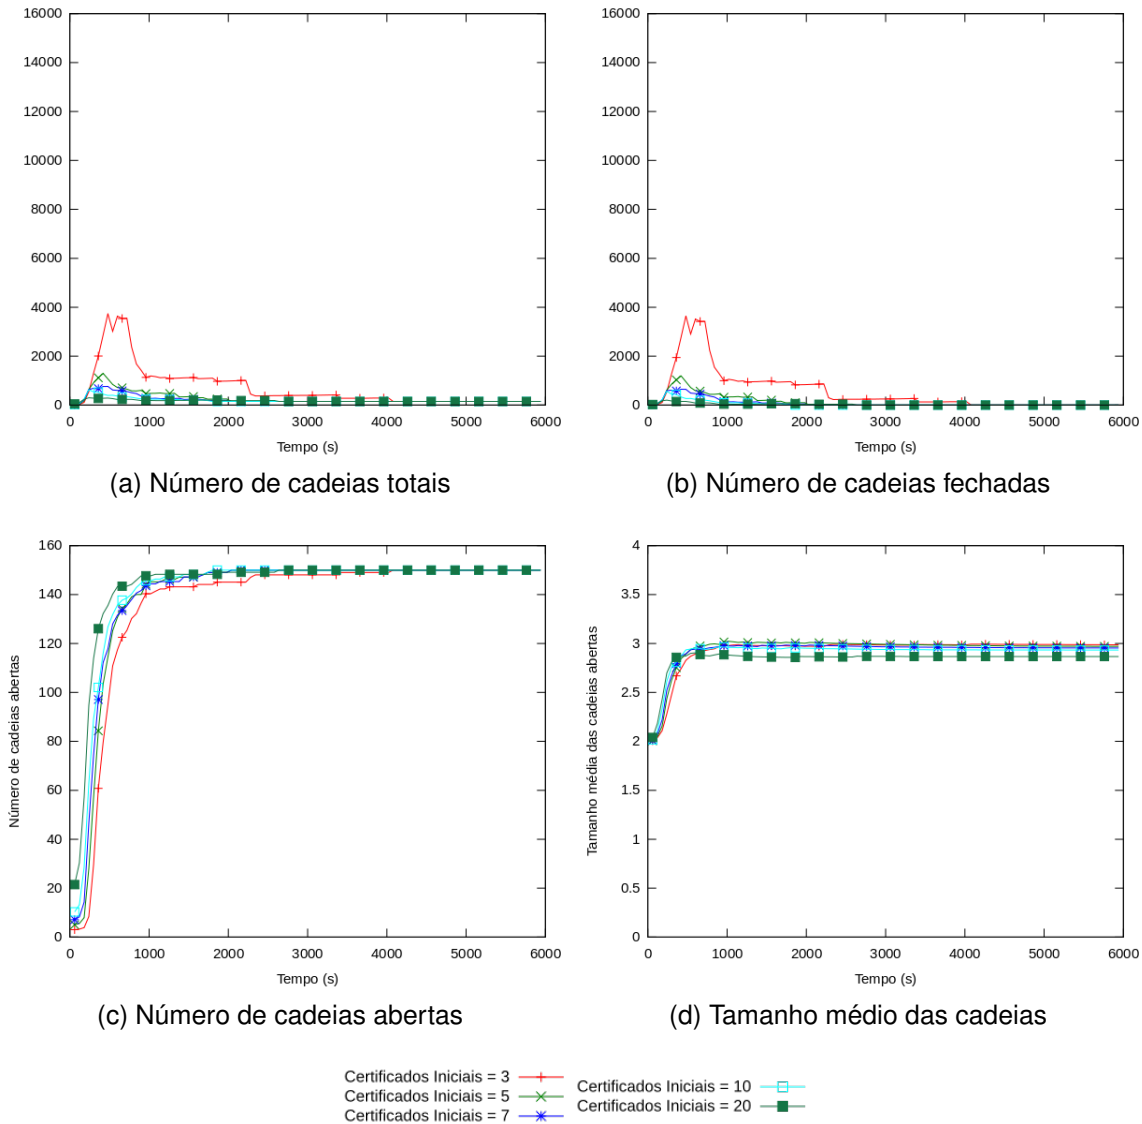 16000
14000
12000
10000
8000
6000
4000
2000
0
0 1000 2000 3000 4000 5000 6000
Tempo (s)
(a) Número de cadeias totais
16000
14000
12000
10000
8000
6000
4000
2000
0
0 1000 2000 3000 4000 5000 6000
Tempo (s)
(b) Número de cadeias fechadas
Número de cadeias abertas
160
140
120
100
80
60
40
20
0
0 1000 2000 3000 4000 5000 6000
Tempo (s)
(c) Número de cadeias abertas
Tamanho média das cadeias abertas
4
3.5
3
2.5
2
1.5
1
0.5
0
0 1000 2000 3000 4000 5000 6000
Tempo (s)
(d) Tamanho médio das cadeias
Certificados Iniciais = 3
Certificados Iniciais = 5
Certificados Iniciais = 7
Certificados Iniciais = 10
Certificados Iniciais = 20